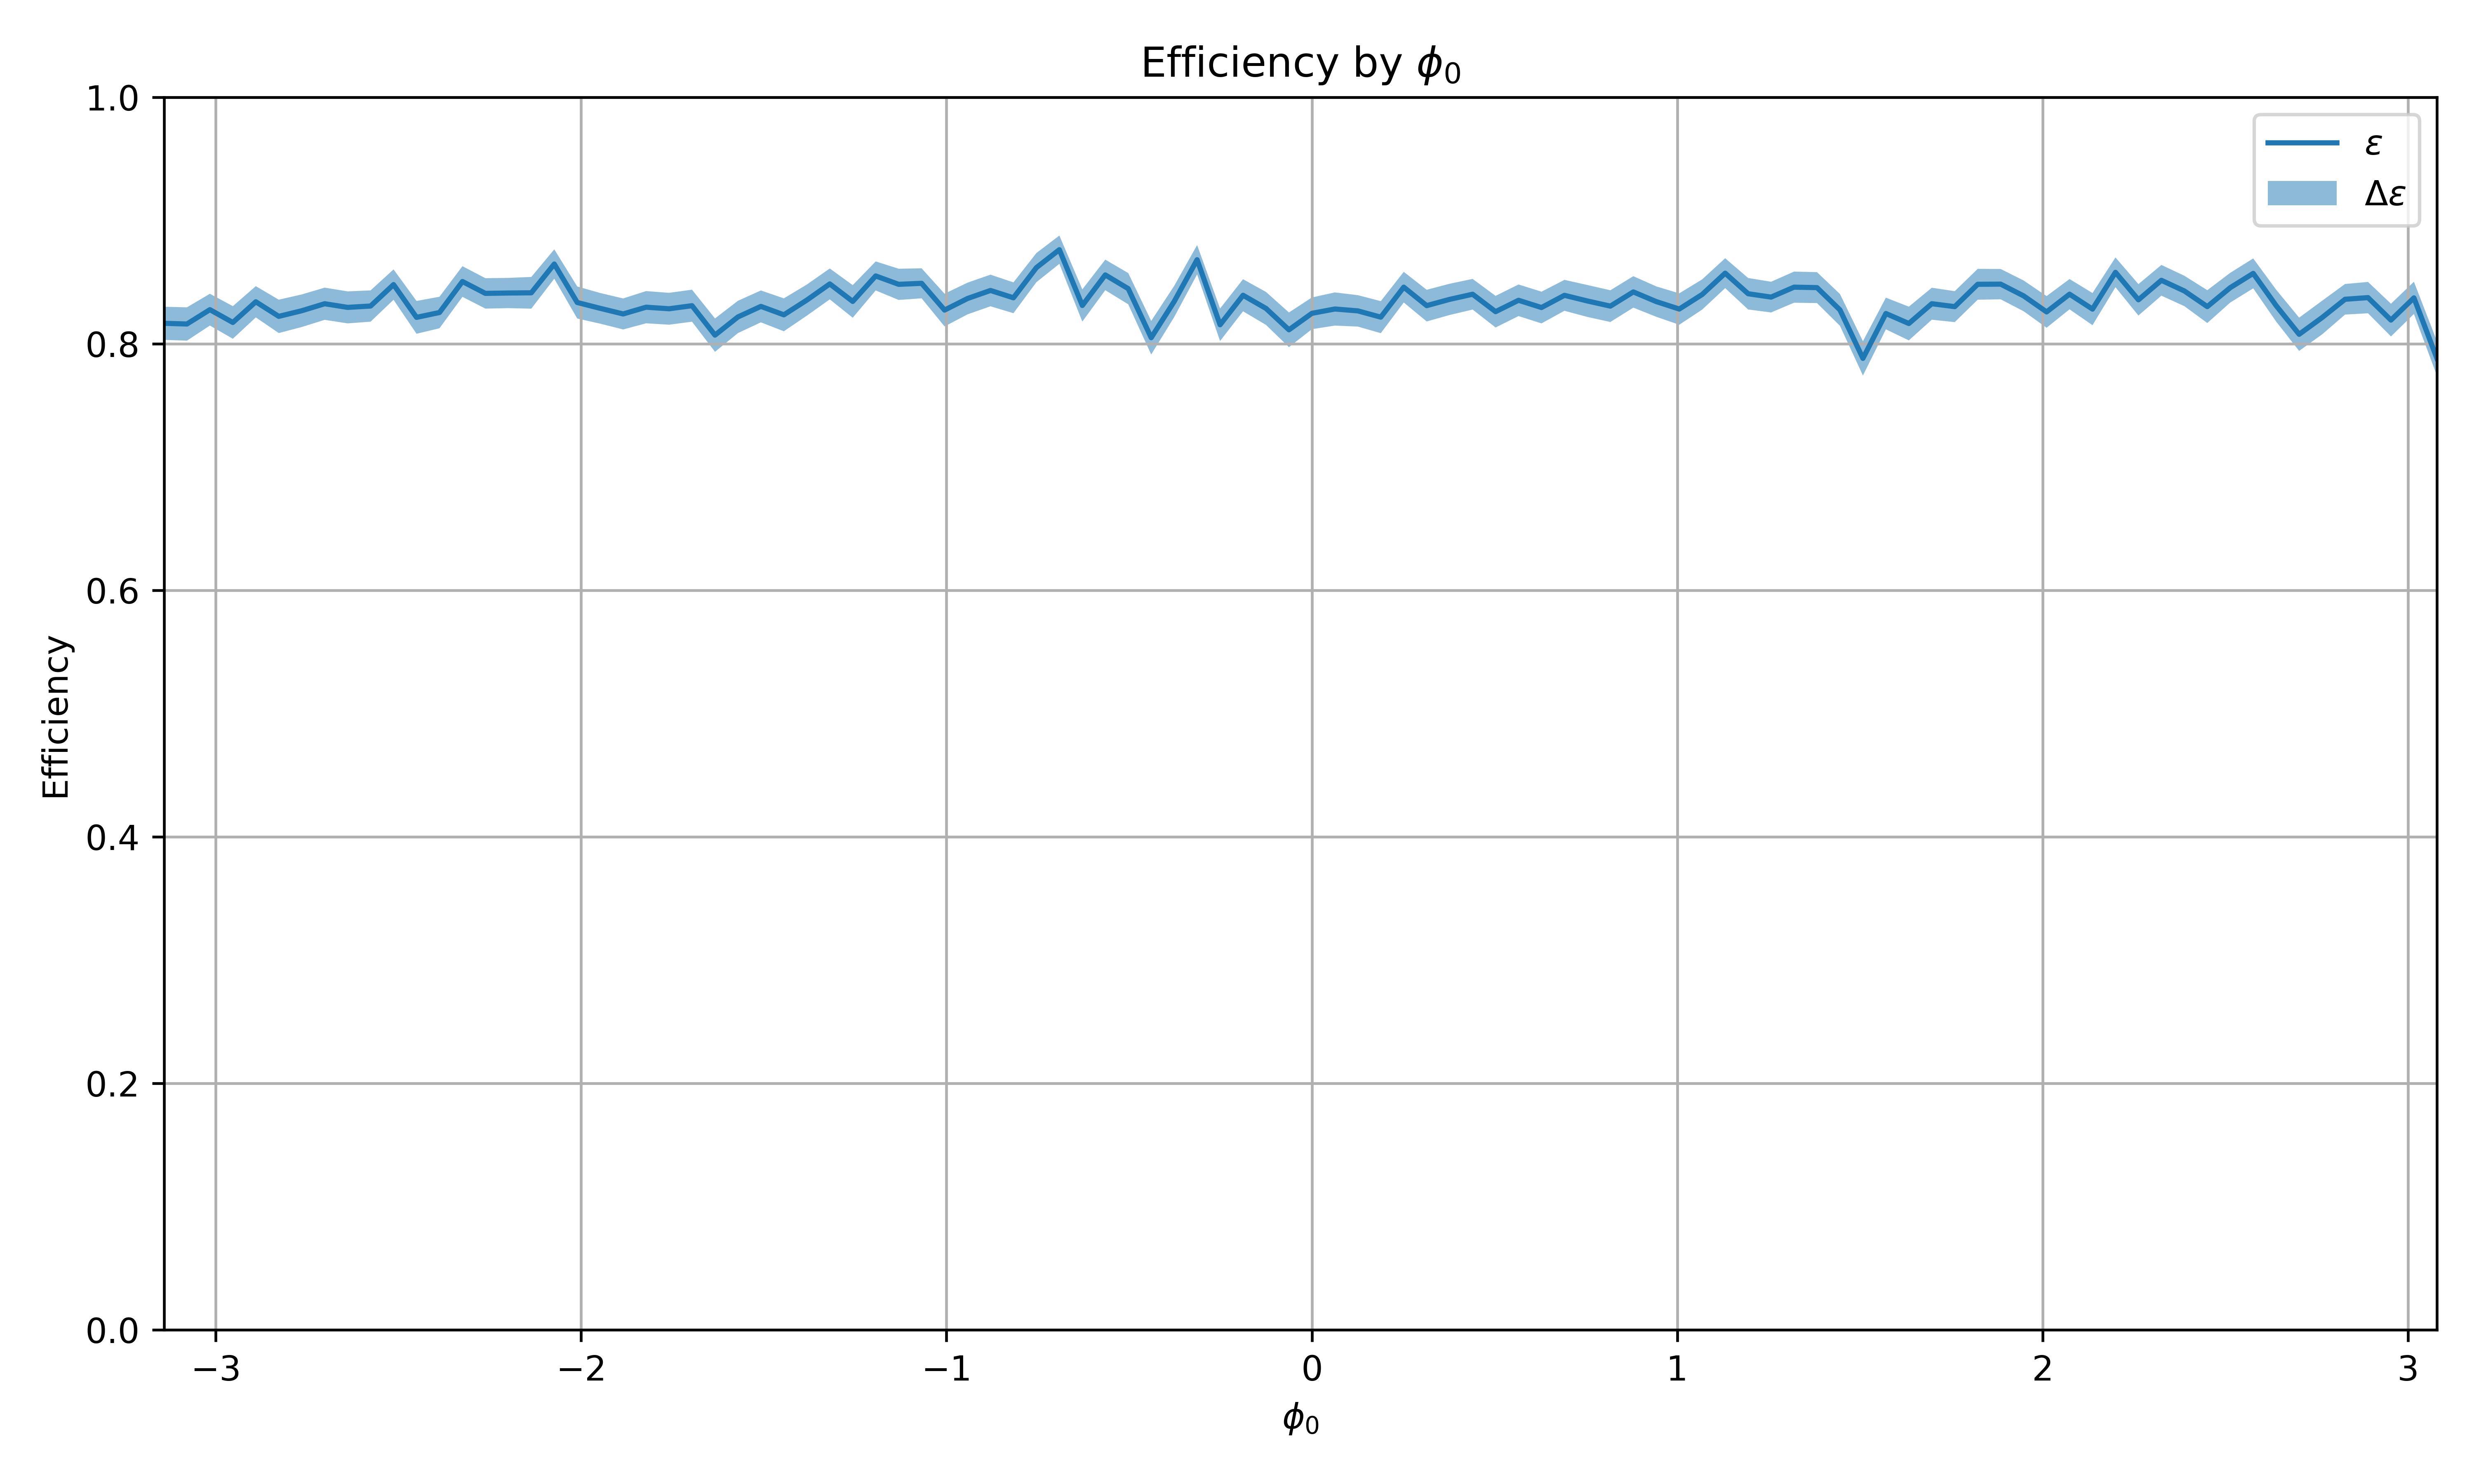 Efficiency by ϕ₀
1.0
0.8
0.6
0.4
0.2
0.0
Efficiency
ε
Δε
−3
−2
−1
0
1
2
3
ϕ₀